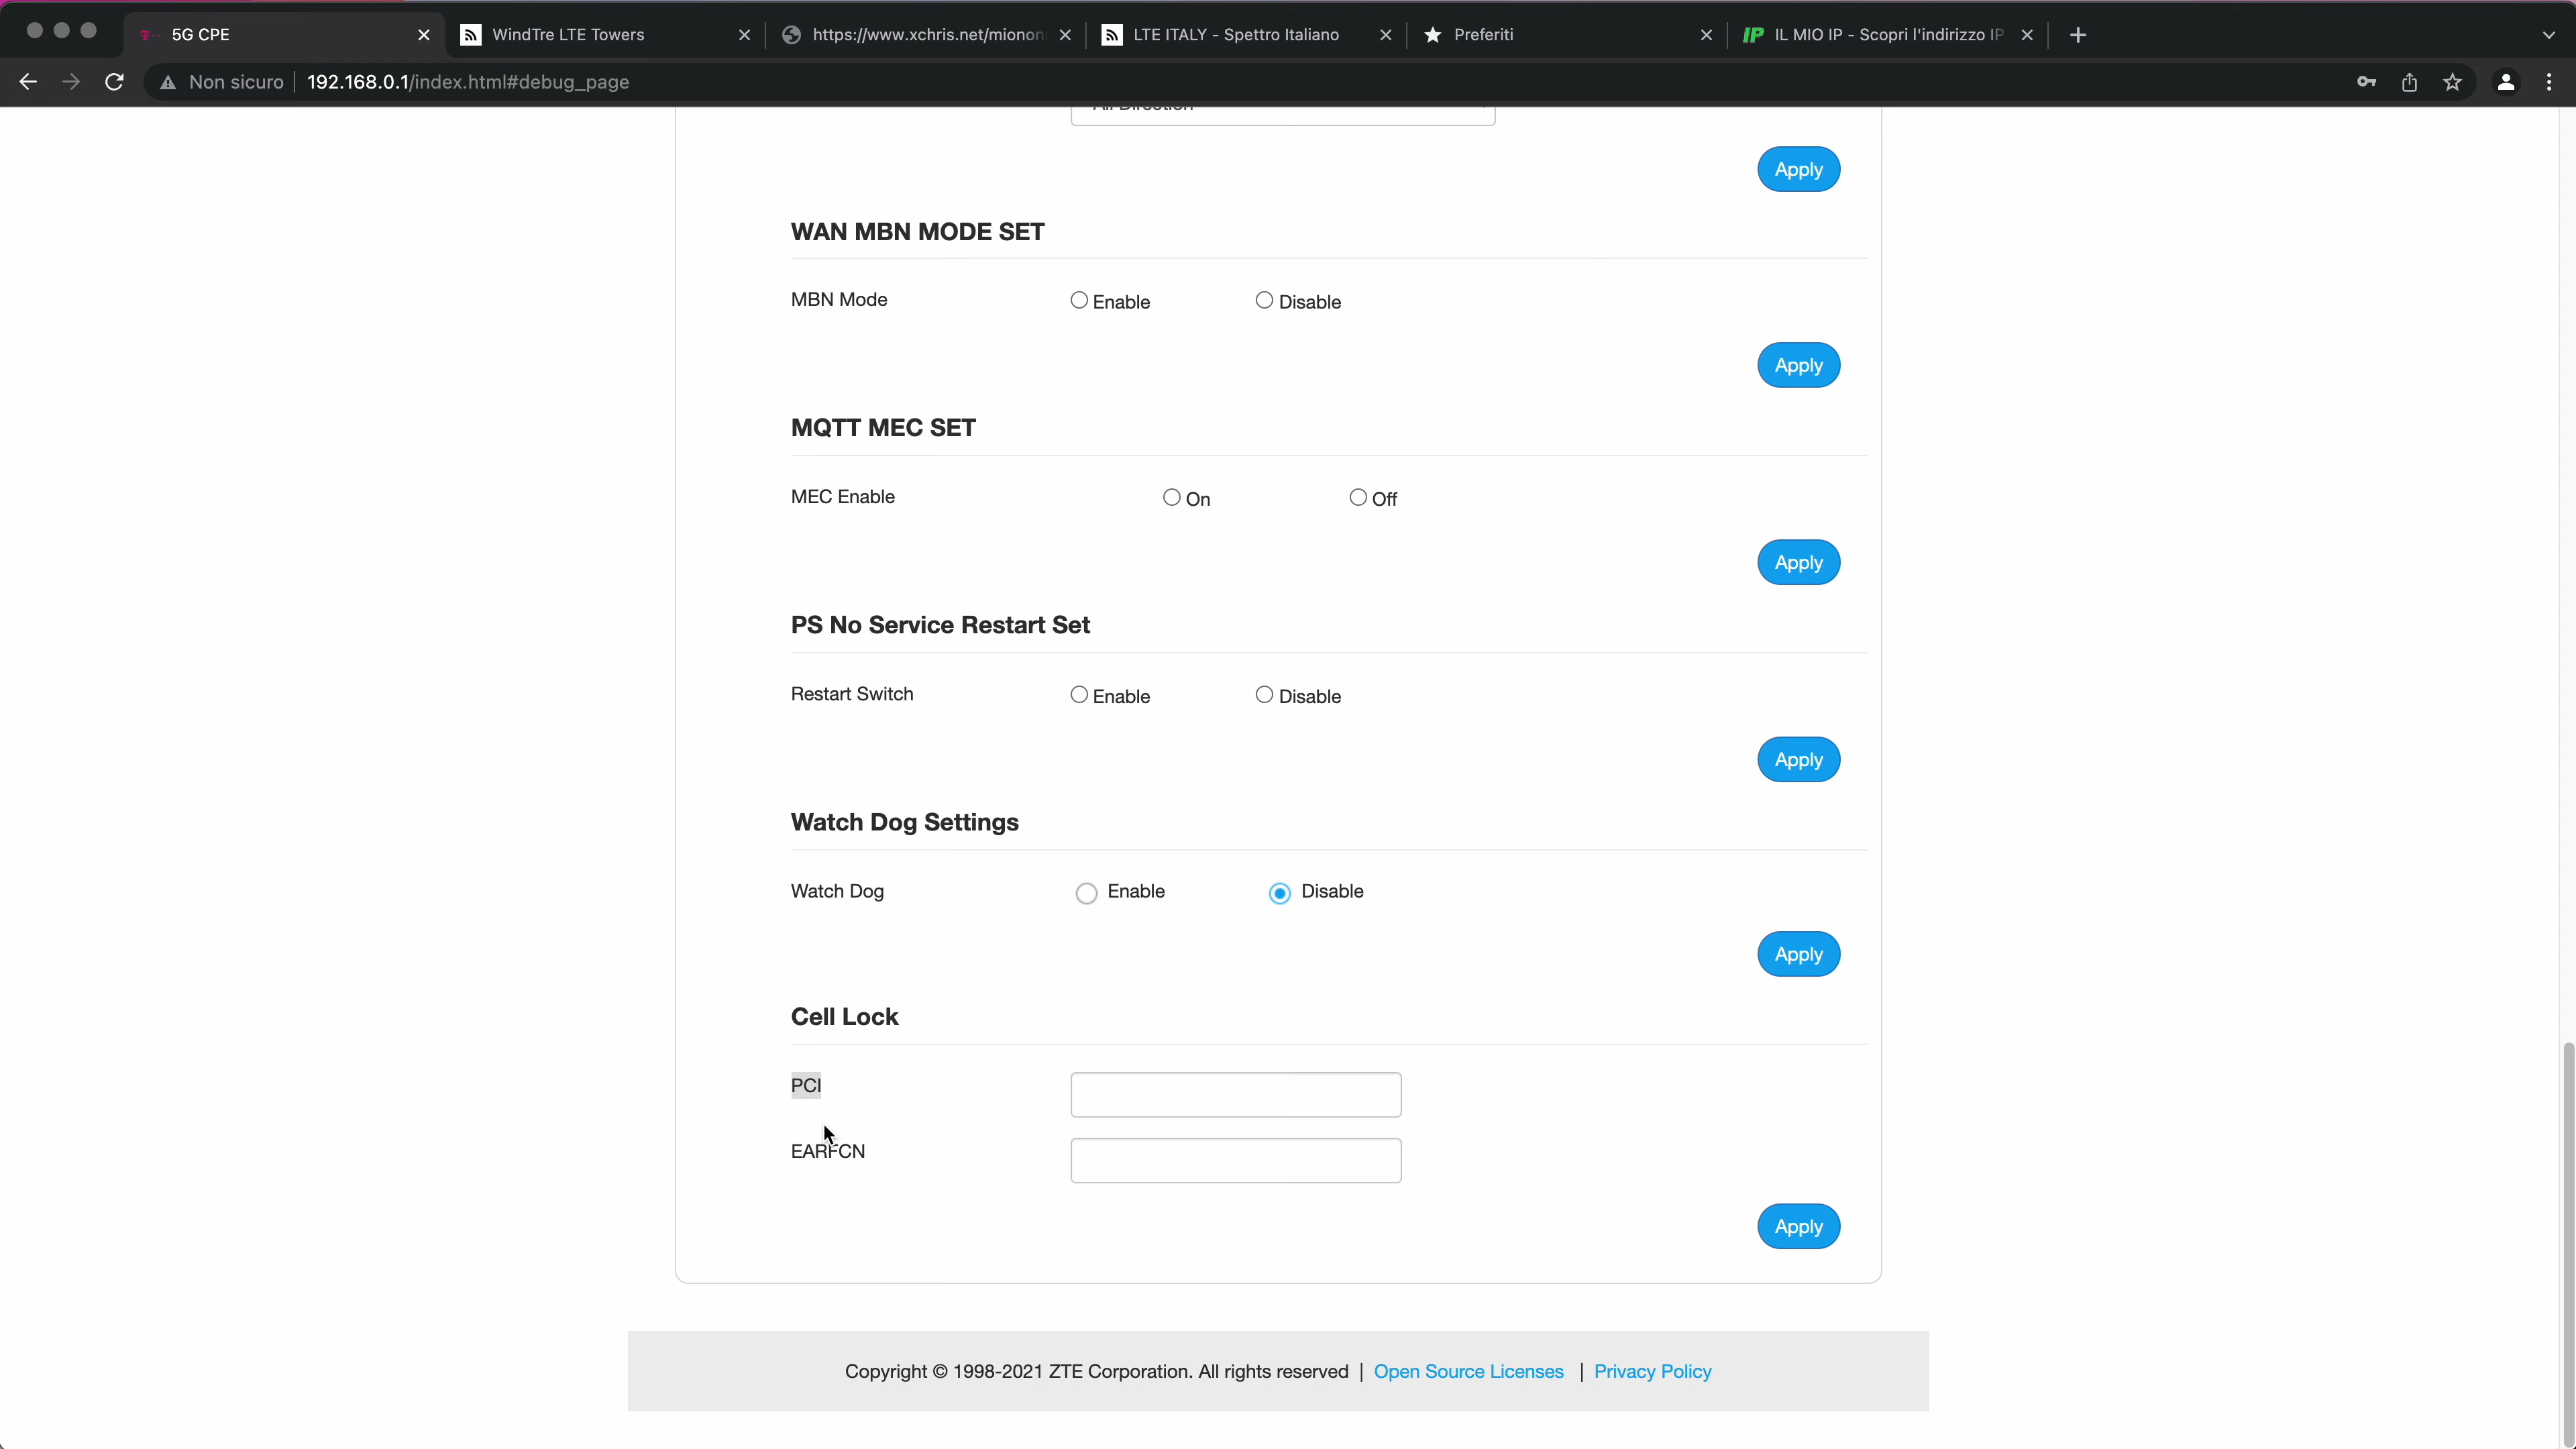 5G CPE
WindTre LTE Towers
https://www.xchris.net/mionon
LTE ITALY - Spettro Italiano
Preferiti
IP IL MIO IP - Scopri l'indirizzo IP
Non sicuro 192.168.0.1/index.html#debug_page
All Direction
Apply
WAN MBN MODE SET
MBN Mode Enable Disable
Apply
MQTT MEC SET
MEC Enable On Off
Apply
PS No Service Restart Set
Restart Switch Enable Disable
Apply
Watch Dog Settings
Watch Dog Enable Disable
Apply
Cell Lock
PCI
EARFCN
Apply
Copyright © 1998-2021 ZTE Corporation. All rights reserved | Open Source Licenses | Privacy Policy